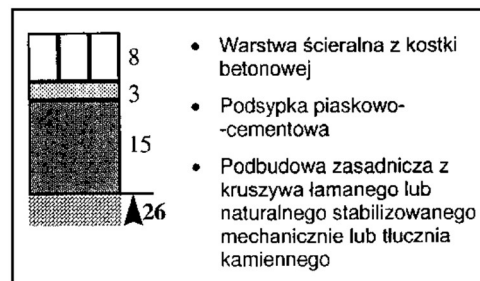 8
3
15
26
• Warstwa ścieralna z kostki
betonowej
• Podsypka piaskowo-
-cementowa
• Podbudowa zasadnicza z
kruszywa łamanego lub
naturalnego stabilizowanego
mechanicznie lub tłucznia
kamiennego